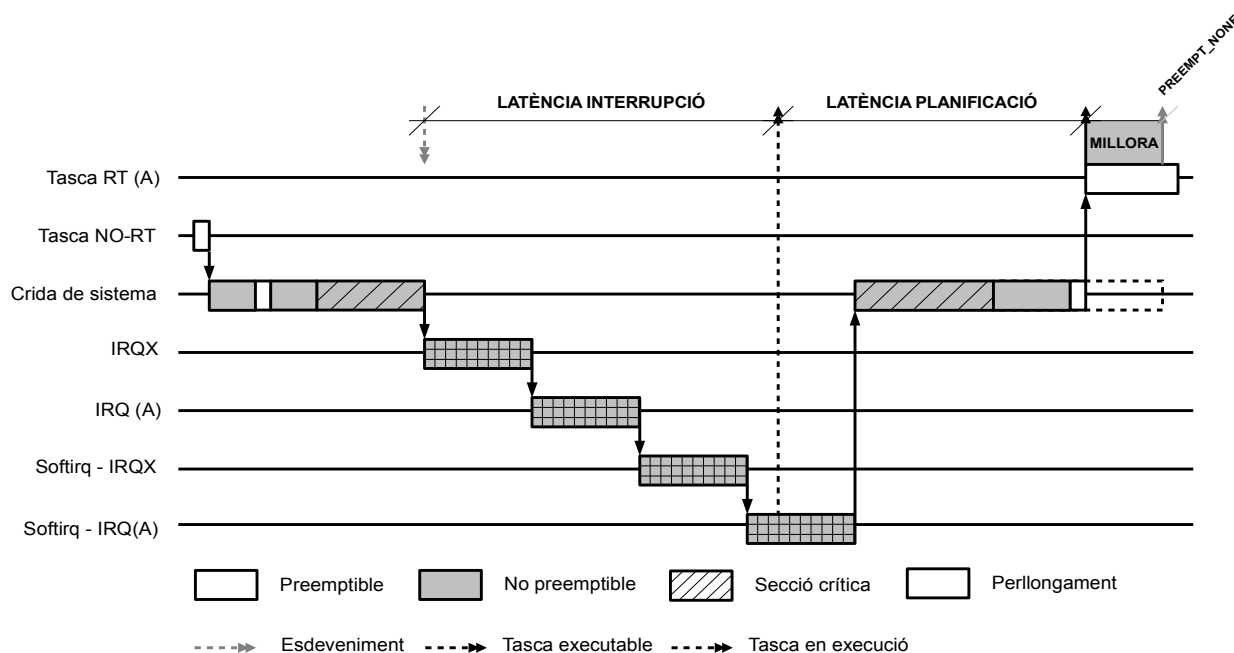 PREEMPT_NONE
LATÈNCIA INTERRUPCIÓ
LATÈNCIA PLANIFICACIÓ
MILLORA
Tasca RT (A)
Tasca NO-RT
Crida de sistema
IRQX
IRQ (A)
Softirq - IRQX
Softirq - IRQ(A)
Preemptible
No preemptible
Secció crítica
Perllongament
Esdeveniment
Tasca executable
Tasca en execució